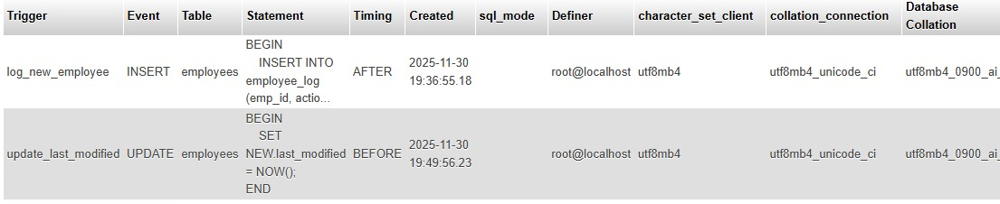 Trigger Event Table Statement Timing Created sql_mode Definer character_set_client collation_connection Database Collation
log_new_employee INSERT employees BEGIN
INSERT INTO
employee_log
(emp_id, actio... AFTER 2025-11-30
19:36:55.18 root@localhost utf8mb4 utf8mb4_unicode_ci utf8mb4_0900_ai_
update_last_modified UPDATE employees BEGIN
SET
NEW.last_modified
= NOW();
END BEFORE 2025-11-30
19:49:56.23 root@localhost utf8mb4 utf8mb4_unicode_ci utf8mb4_0900_ai_